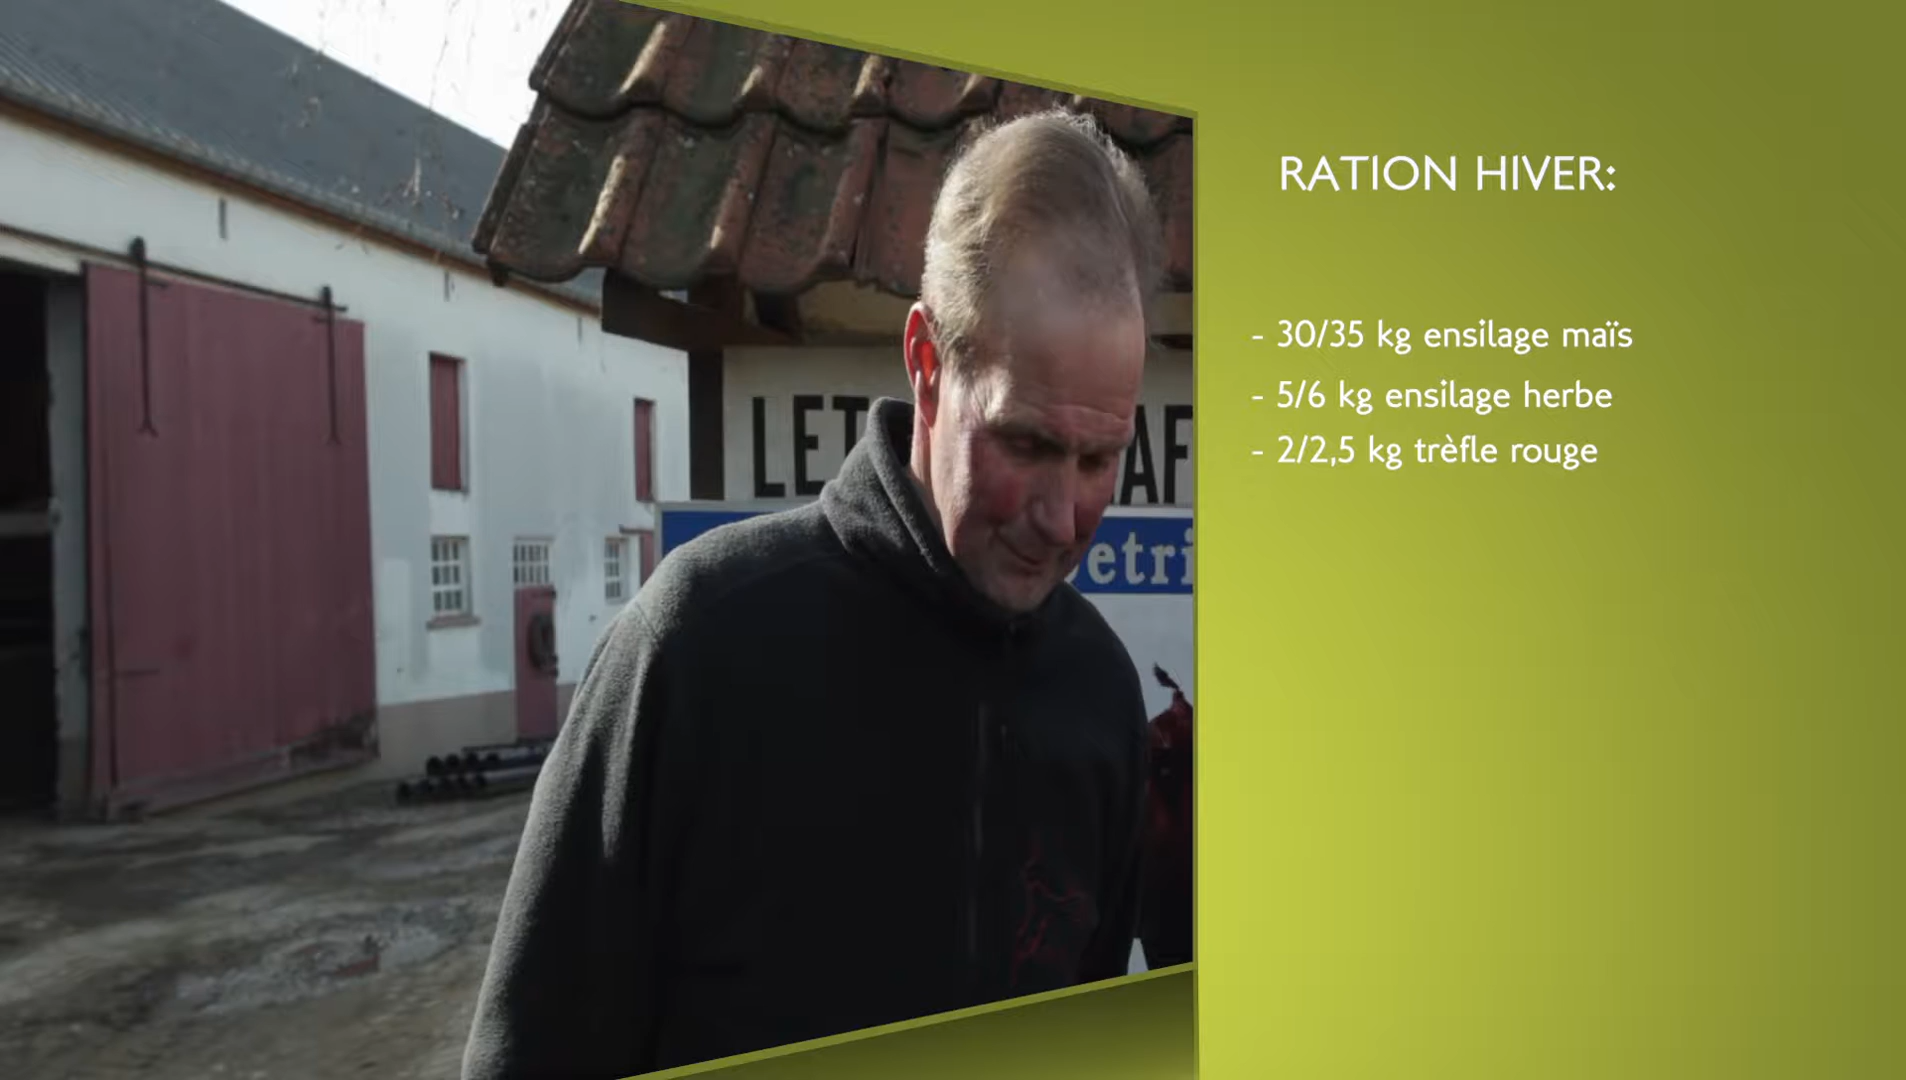 RATION HIVER:
- 30/35 kg ensilage maïs
- 5/6 kg ensilage herbe
- 2/2,5 kg trèfle rouge